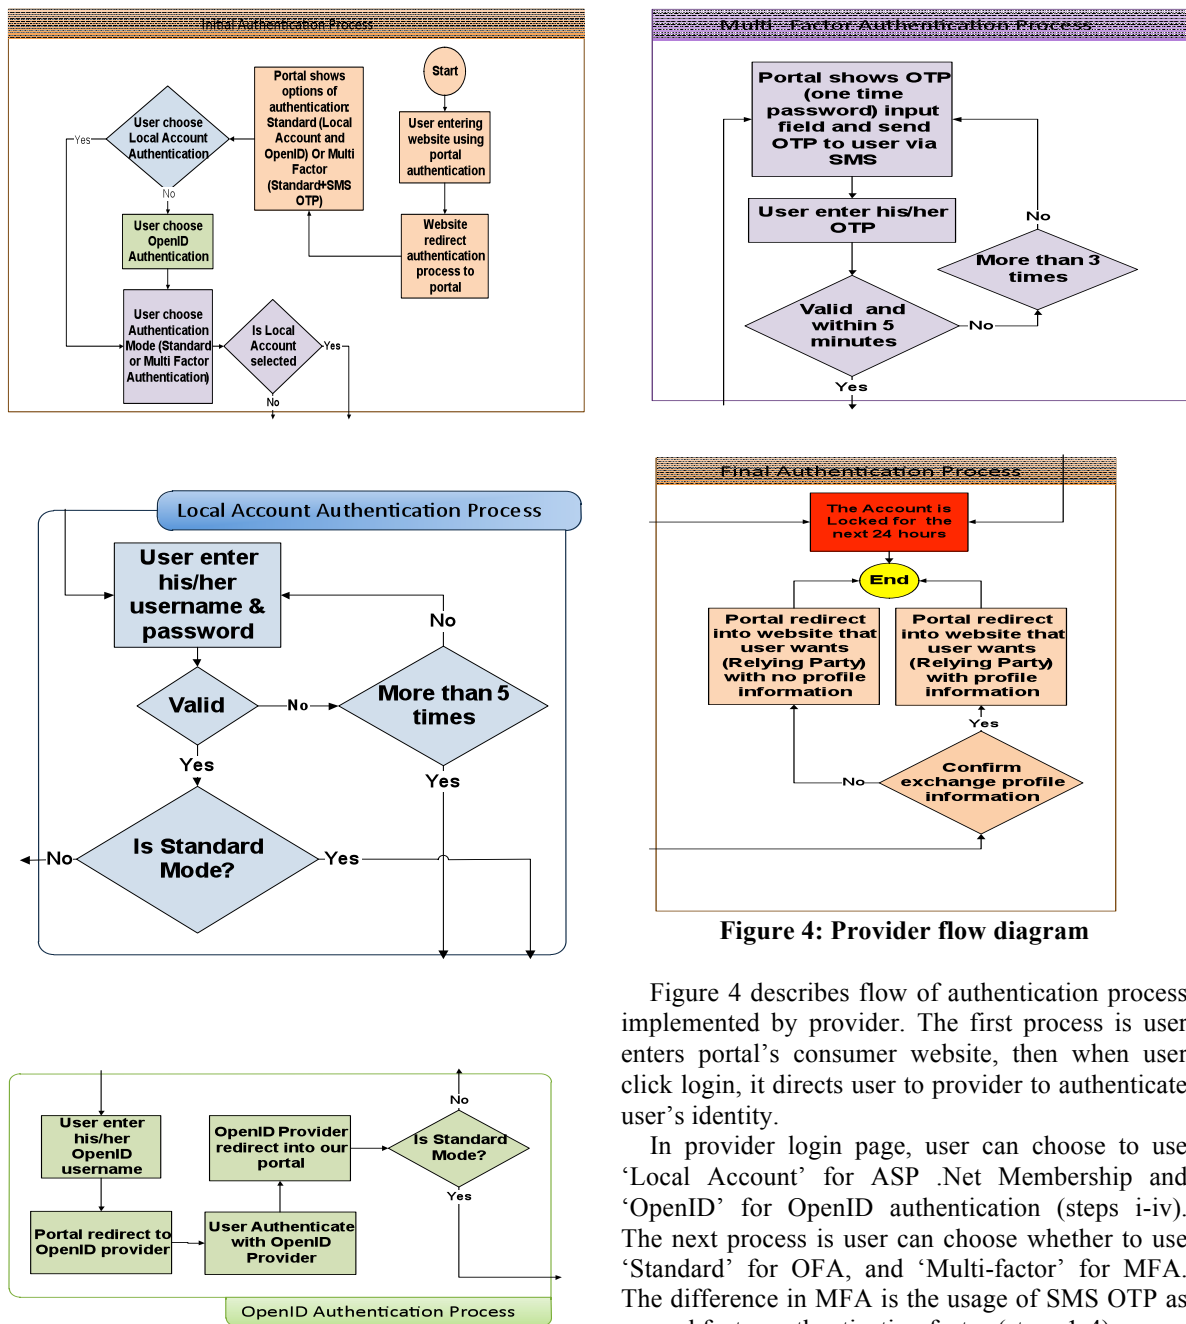 Initial Authentication Process
Start
User entering
website using
portal
authentication
Website
redirect
authentication
process to
portal
Portal shows
options of
authentication:
Standard (Local
Account and
OpenID) Or Multi
Factor
(Standard+SMS
OTP)
User choose
Local Account
Authentication
Yes
No
User choose
OpenID
Authentication
User choose
Authentication
Mode (Standard
or Multi Factor
Authentication)
Is Local
Account
selected
Yes
No
Local Account Authentication Process
User enter
his/her
username &
password
No
Valid
No
More than 5
times
Yes
Yes
Is Standard
Mode?
No
Yes
User enter
his/her
OpenID
username
Portal redirect to
OpenID provider
User Authenticate
with OpenID
Provider
OpenID Provider
redirect into our
portal
No
Is Standard
Mode?
Yes
OpenID Authentication Process
Multi - Factor Authentication Process
Portal shows OTP
(one time
password) input
field and send
OTP to user via
SMS
User enter his/her
OTP
No
More than 3
times
Valid and
within 5
minutes
No
Yes
Final Authentication Process
The Account is
Locked for the
next 24 hours
End
Portal redirect
into website that
user wants
(Relying Party)
with no profile
information
Portal redirect
into website that
user wants
(Relying Party)
with profile
information
Yes
No
Confirm
exchange profile
information
Figure 4: Provider flow diagram
Figure 4 describes flow of authentication process
implemented by provider. The first process is user
enters portal’s consumer website, then when user
click login, it directs user to provider to authenticate
user’s identity.
In provider login page, user can choose to use
‘Local Account’ for ASP .Net Membership and
‘OpenID’ for OpenID authentication (steps i-iv).
The next process is user can choose whether to use
‘Standard’ for OFA, and ‘Multi-factor’ for MFA.
The difference in MFA is the usage of SMS OTP as